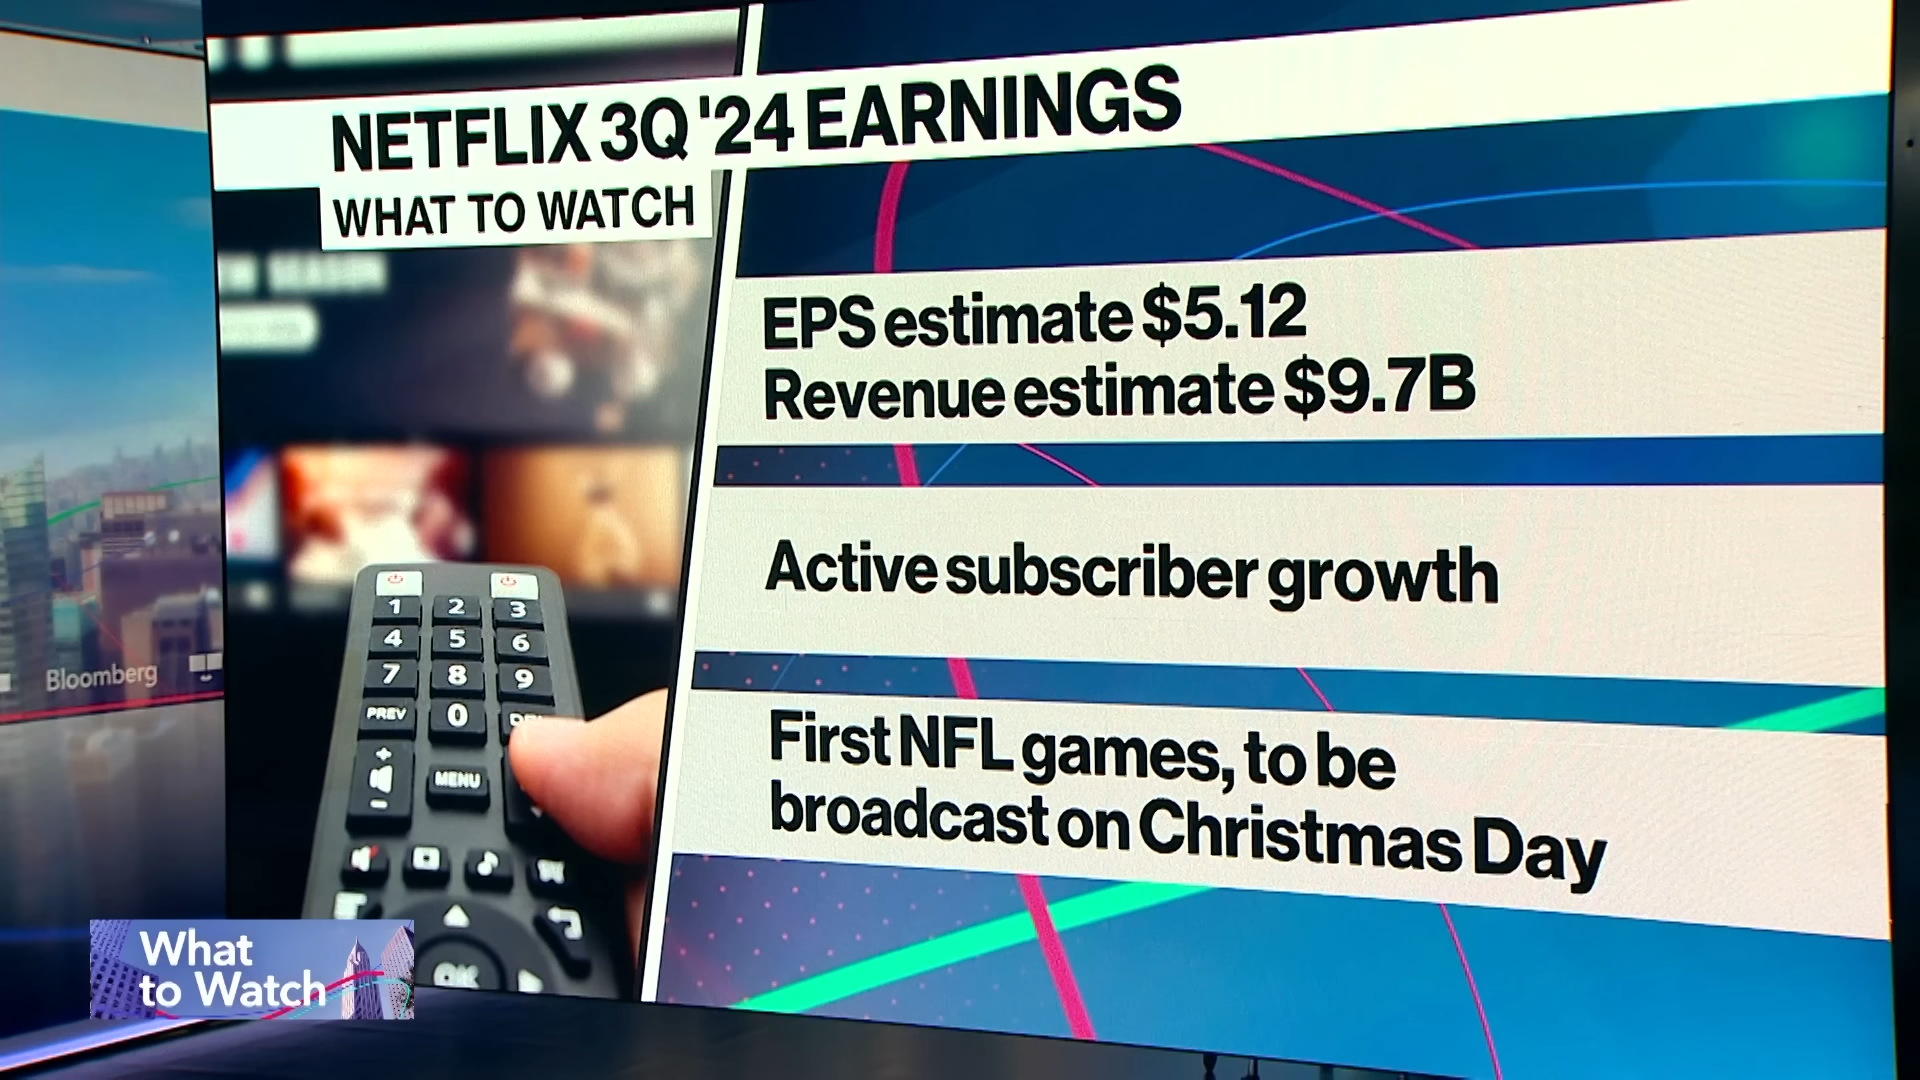 NETFLIX 3Q '24 EARNINGS
WHAT TO WATCH
EPS estimate $5.12
Revenue estimate $9.7B
Active subscriber growth
First NFL games, to be
broadcast on Christmas Day
SEASON
1 2 3
4 5 6
7 8 9
PREV 0
MENU
OK
Bloomberg
What
to Watch